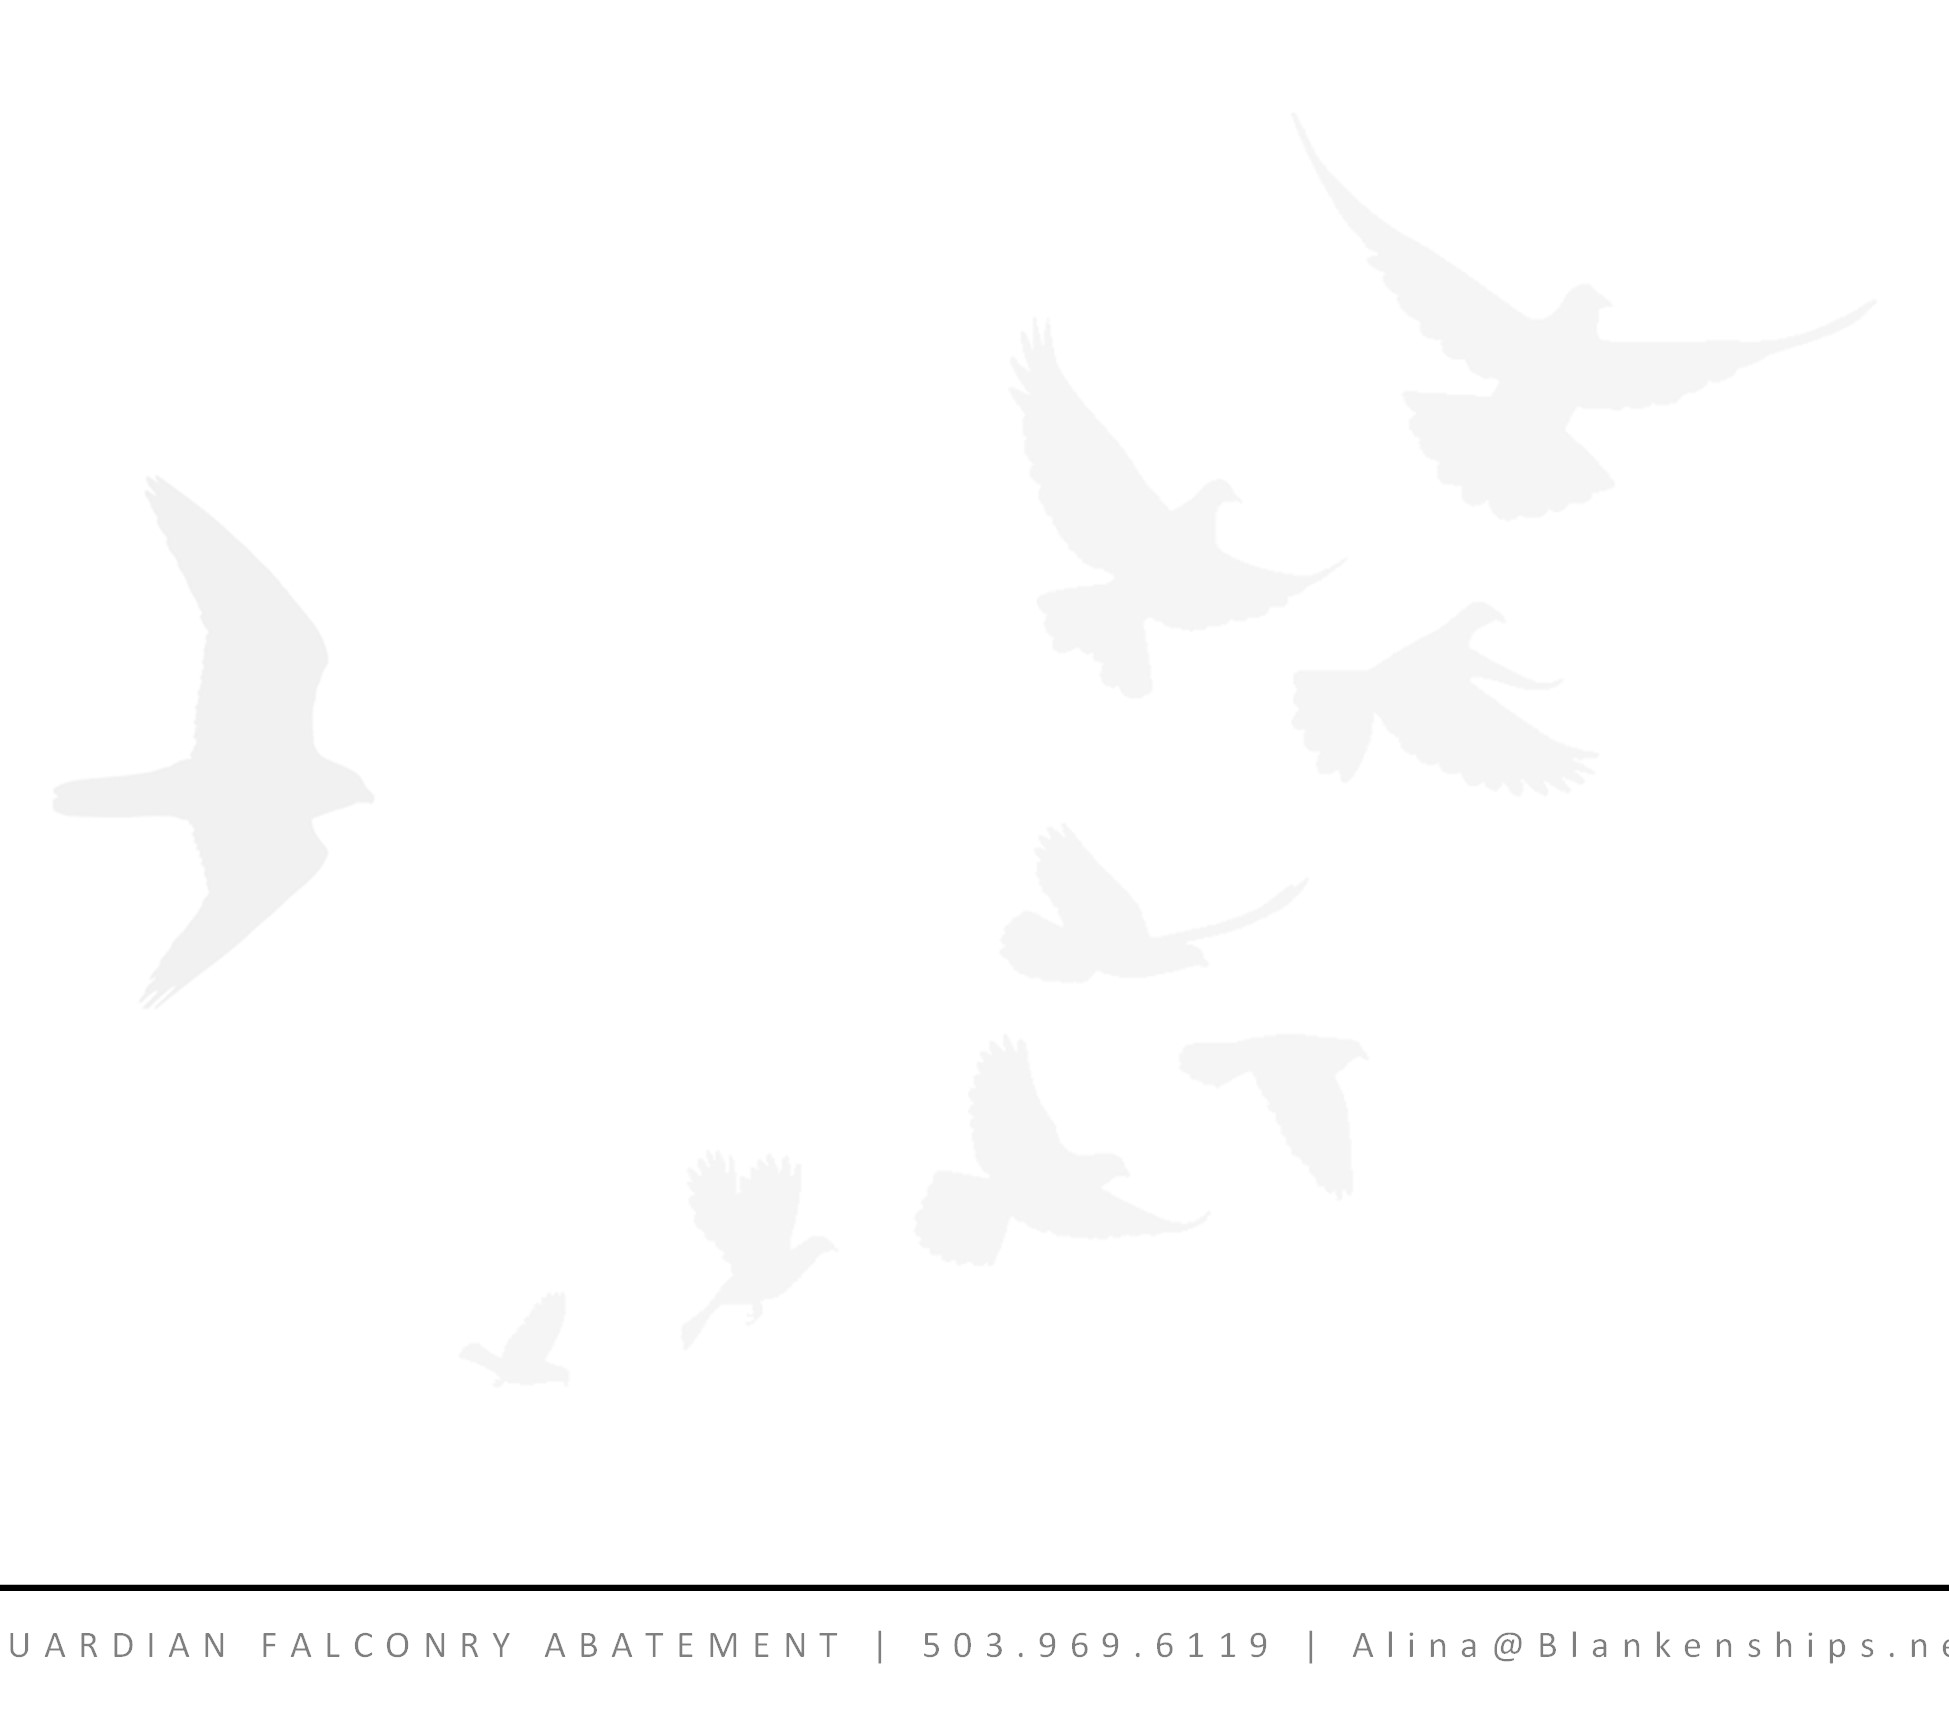 UARDIAN FALCONRY ABATEMENT | 503.969.6119 | Alina@Blankenships.ne